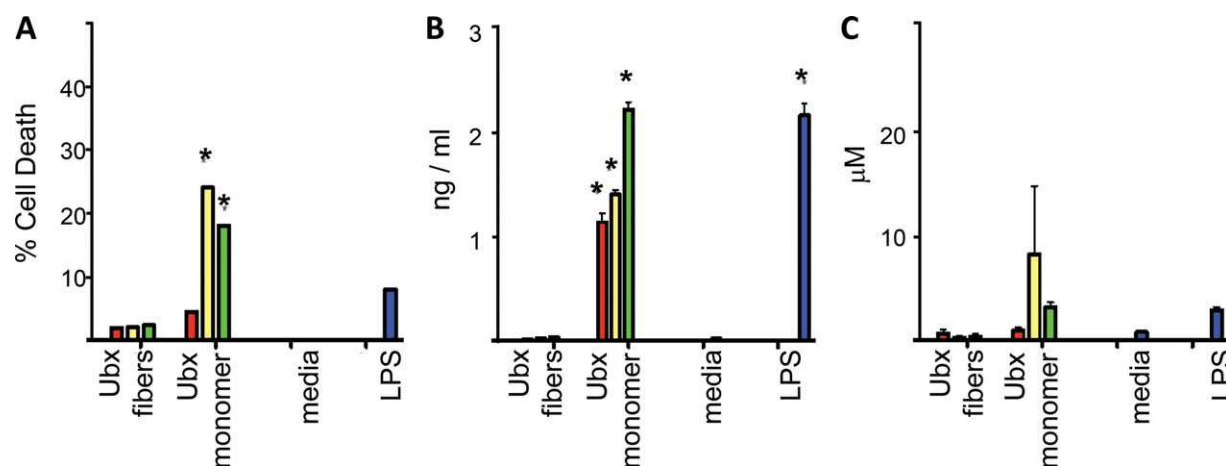 A
% Cell Death
40
30
20
10
*
*
Ubx
fibers
Ubx
monomer
media
LPS
B
ng / ml
3
2
1
*
*
*
*
Ubx
fibers
Ubx
monomer
media
LPS
C
µM
20
10
Ubx
fibers
Ubx
monomer
media
LPS